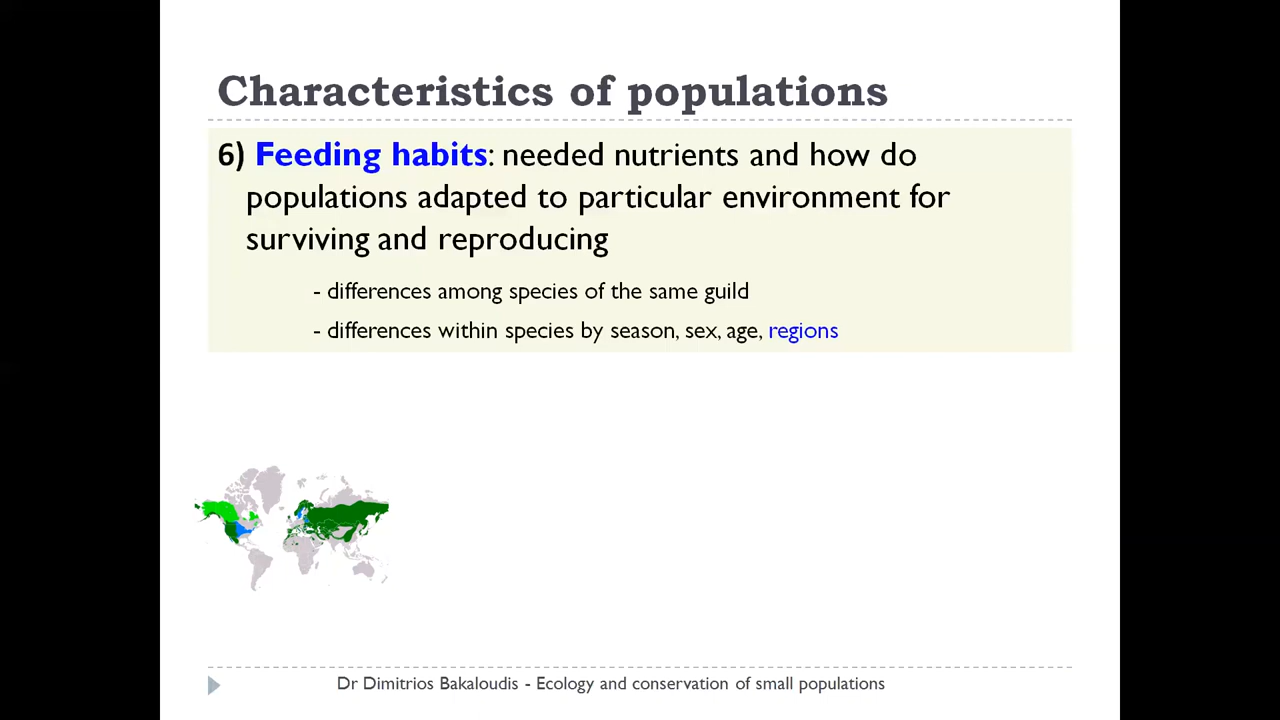 Characteristics of populations
6) Feeding habits: needed nutrients and how do
populations adapted to particular environment for
surviving and reproducing
- differences among species of the same guild
- differences within species by season, sex, age, regions
Dr Dimitrios Bakaloudis - Ecology and conservation of small populations